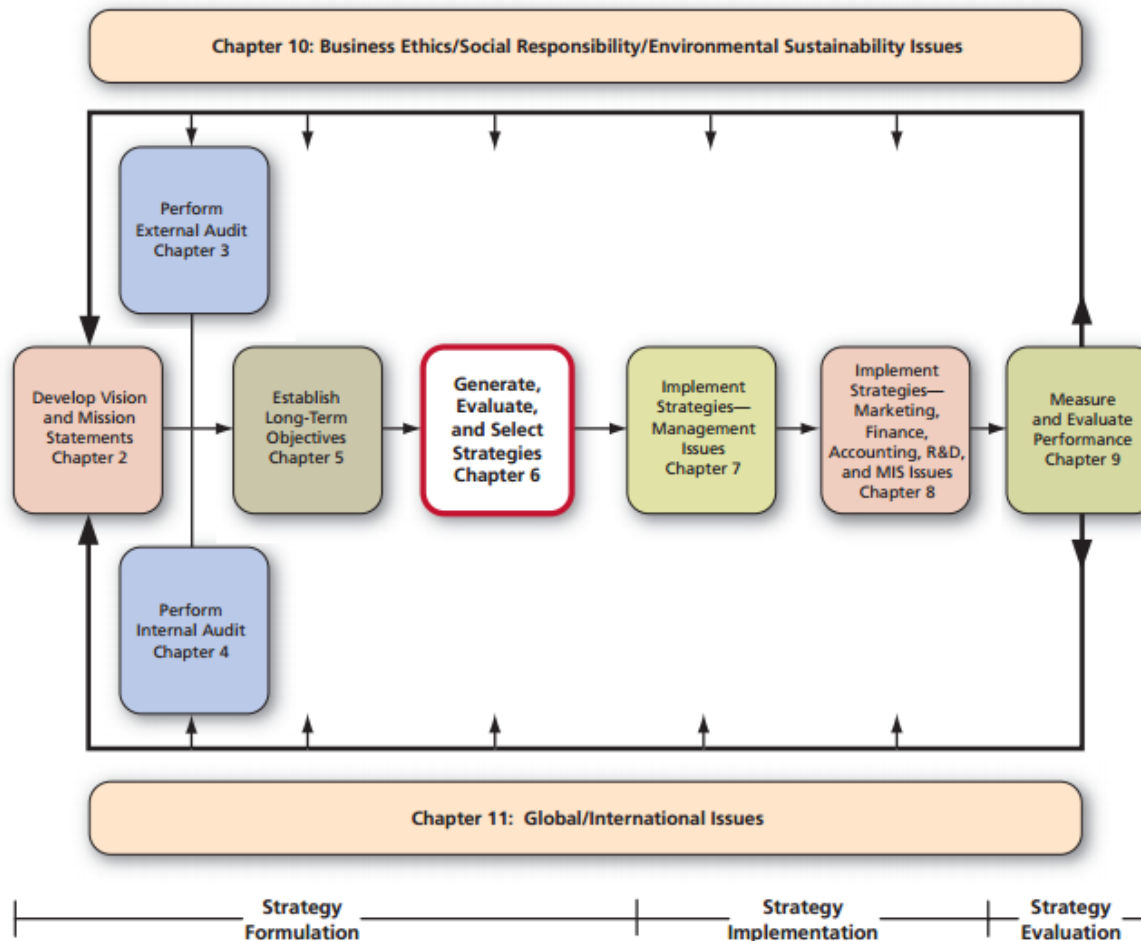 Chapter 10: Business Ethics/Social Responsibility/Environmental Sustainability Issues
Perform
External Audit
Chapter 3
Develop Vision
and Mission
Statements
Chapter 2
Establish
Long-Term
Objectives
Chapter 5
Generate,
Evaluate,
and Select
Strategies
Chapter 6
Implement
Strategies—
Management
Issues
Chapter 7
Implement
Strategies—
Marketing,
Finance,
Accounting, R&D,
and MIS Issues
Chapter 8
Measure
and Evaluate
Performance
Chapter 9
Perform
Internal Audit
Chapter 4
Chapter 11: Global/International Issues
Strategy
Formulation
Strategy
Implementation
Strategy
Evaluation